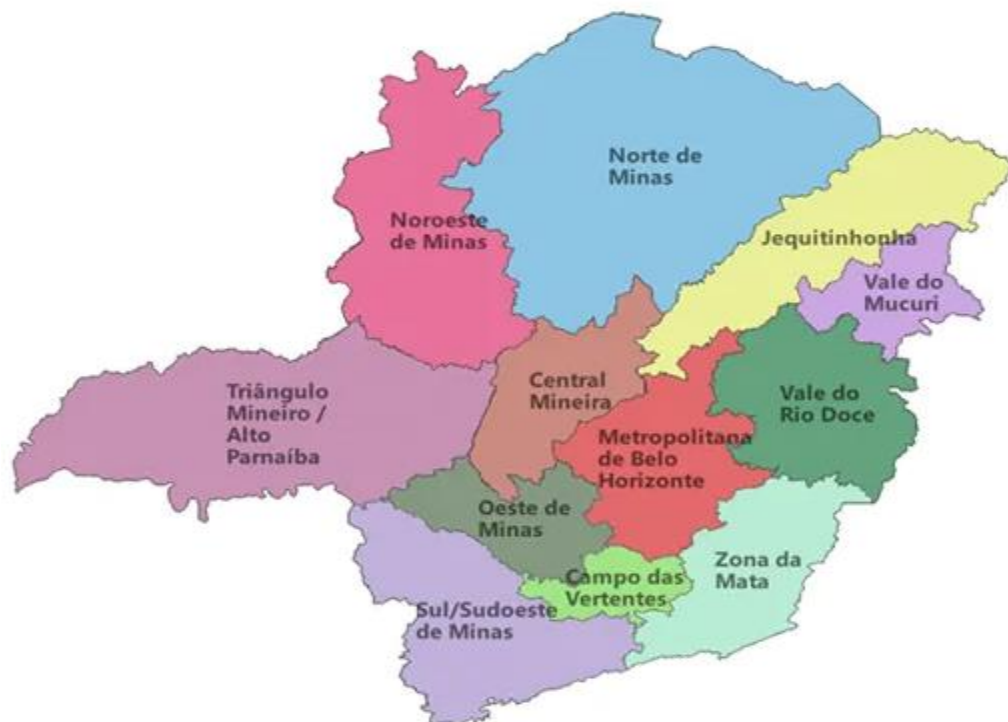 Norte de
Minas
Noroeste
de Minas
Jequitinhonha
Vale do
Mucuri
Triângulo
Mineiro /
Alto
Parnaíba
Central
Mineira
Vale do
Rio Doce
Metropolitana
de Belo
Horizonte
Oeste de
Minas
Zona da
Mata
Campo das
Vertentes
Sul/Sudoeste
de Minas